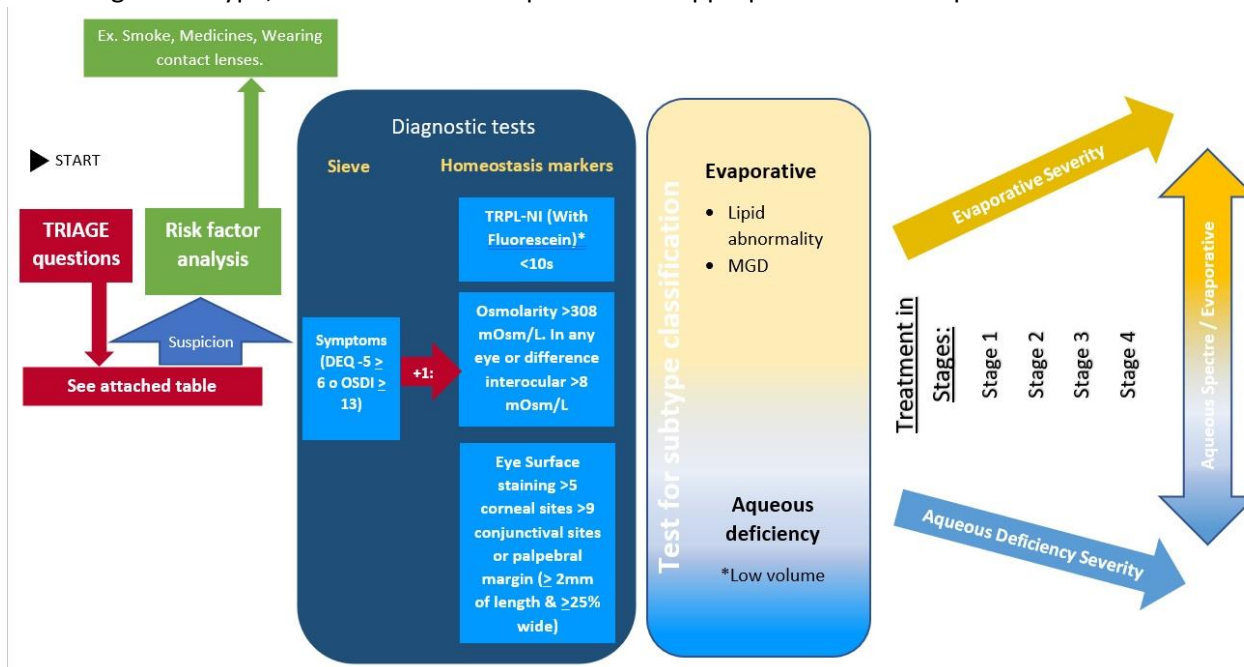 Ex. Smoke, Medicines, Wearing
contact lenses.
START
TRIAGE
questions
Risk factor
analysis
Suspicion
See attached table
Diagnostic tests
Sieve
Homeostasis markers
Symptoms
(DEQ -5 ≥
6 o OSDI ≥
13)
+1:
TRPL-NI (With
Fluorescein)*
<10s
Osmolarity >308
mOsm/L. In any
eye or difference
interocular >8
mOsm/L
Eye Surface
staining >5
corneal sites >9
conjunctival sites
or palpebral
margin (≥ 2mm
of length & ≥25%
wide)
Test for subtype classification
Evaporative
• Lipid
abnormality
• MGD
Aqueous
deficiency
*Low volume
Evaporative Severity
Treatment in
Stages:
Stage 1
Stage 2
Stage 3
Stage 4
Aqueous Deficiency Severity
Aqueous Spectre / Evaporative